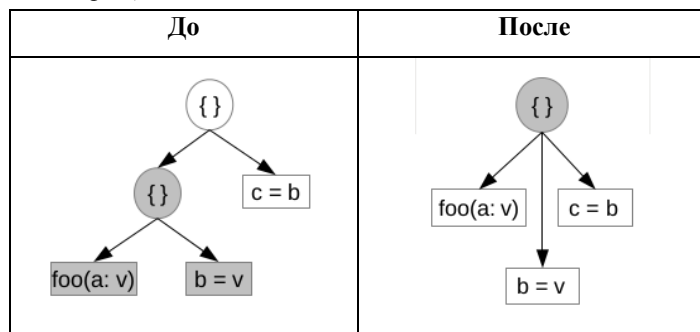 До После
{ } { }
{ } c = b foo(a: v) c = b
foo(a: v) b = v b = v